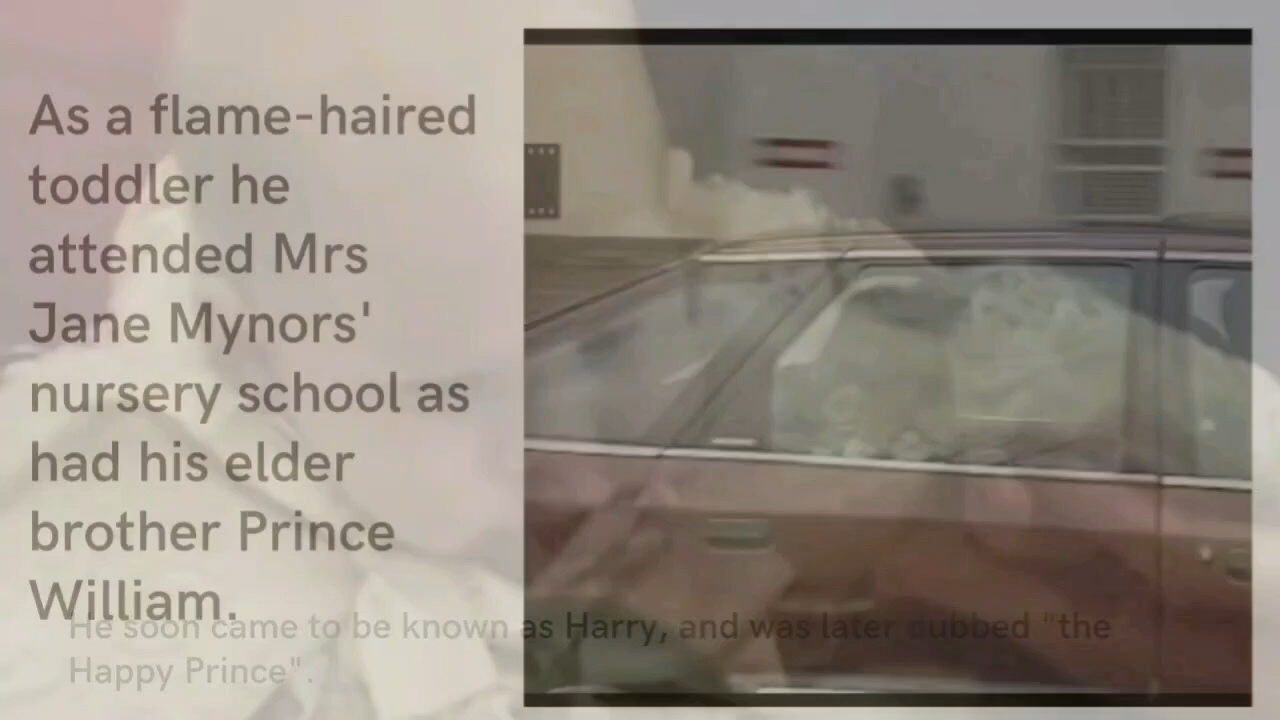 As a flame-haired
toddler he
attended Mrs
Jane Mynors'
nursery school as
had his elder
brother Prince
William.
He soon came to be known as Harry, and was later dubbed "the
Happy Prince".